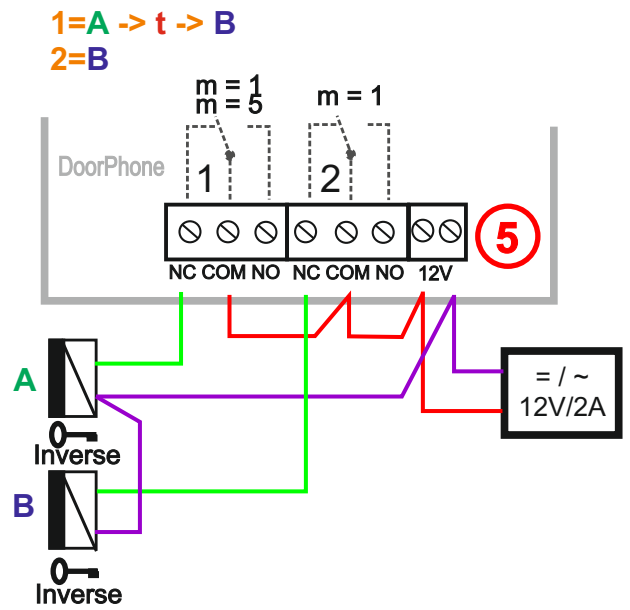 1=A -> t -> B
2=B
m = 1
m = 5
m = 1
DoorPhone
1
2
5
NC COM NO NC COM NO 12V
A
= / ~
12V/2A
Inverse
B
Inverse